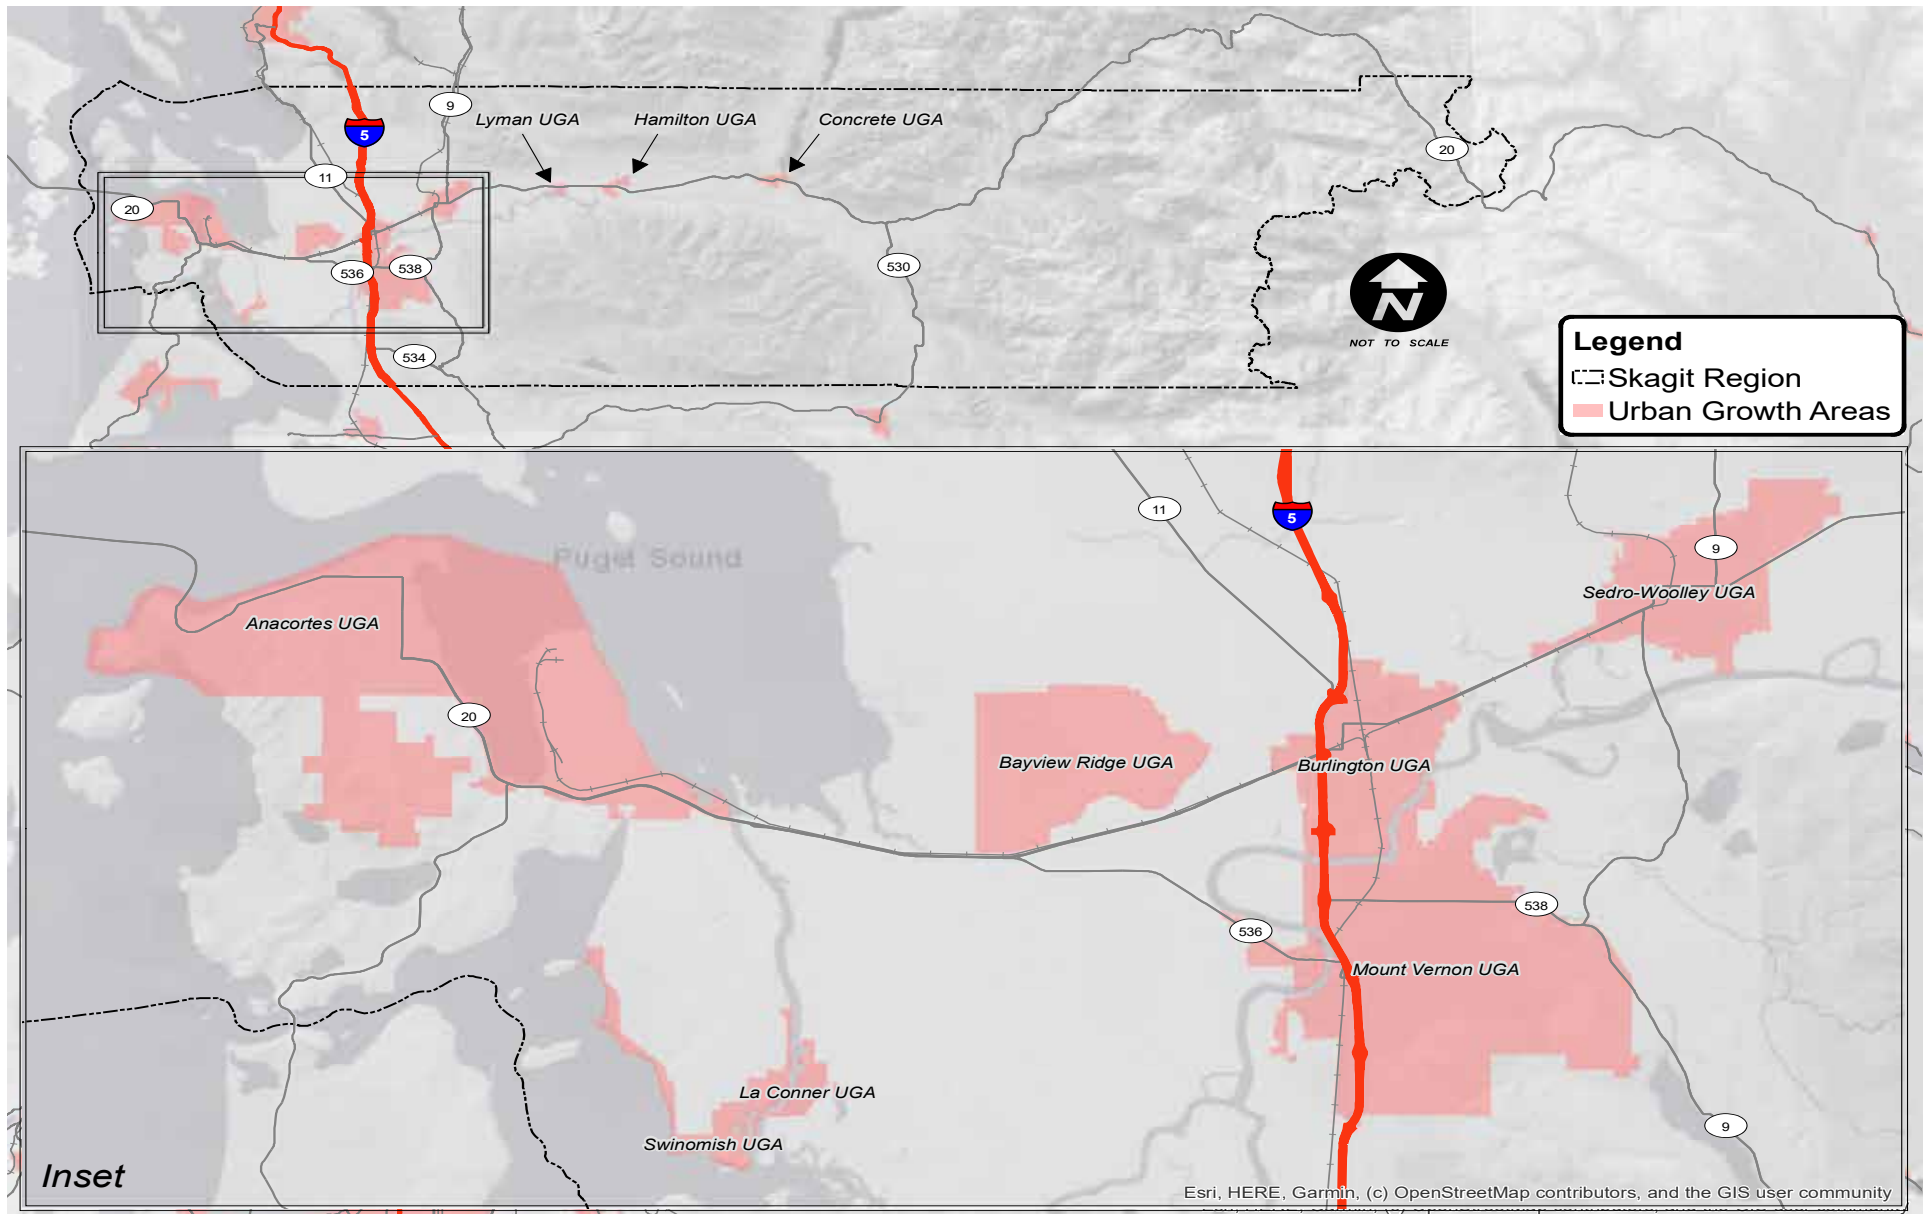 9
Lyman UGA
Hamilton UGA
Concrete UGA
5
20
11
20
536
538
530
N
NOT TO SCALE
534
Legend
Skagit Region
Urban Growth Areas
11
5
9
Puget Sound
Sedro-Woolley UGA
Anacortes UGA
20
Bayview Ridge UGA
Burlington UGA
538
536
Mount Vernon UGA
La Conner UGA
9
Swinomish UGA
Inset
Esri, HERE, Garmin, (c) OpenStreetMap contributors, and the GIS user community